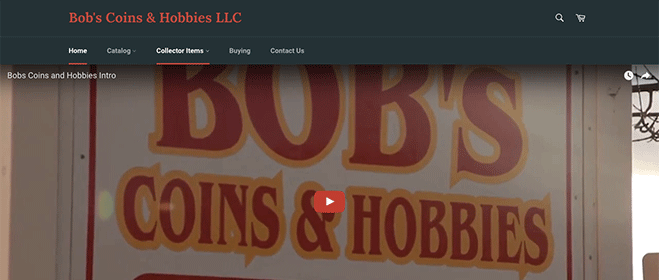 Bob's Coins & Hobbies LLC
Home Catalog Collector Items Buying Contact Us
Bobs Coins and Hobbies Intro
BOB'S
COINS & HOBBIES